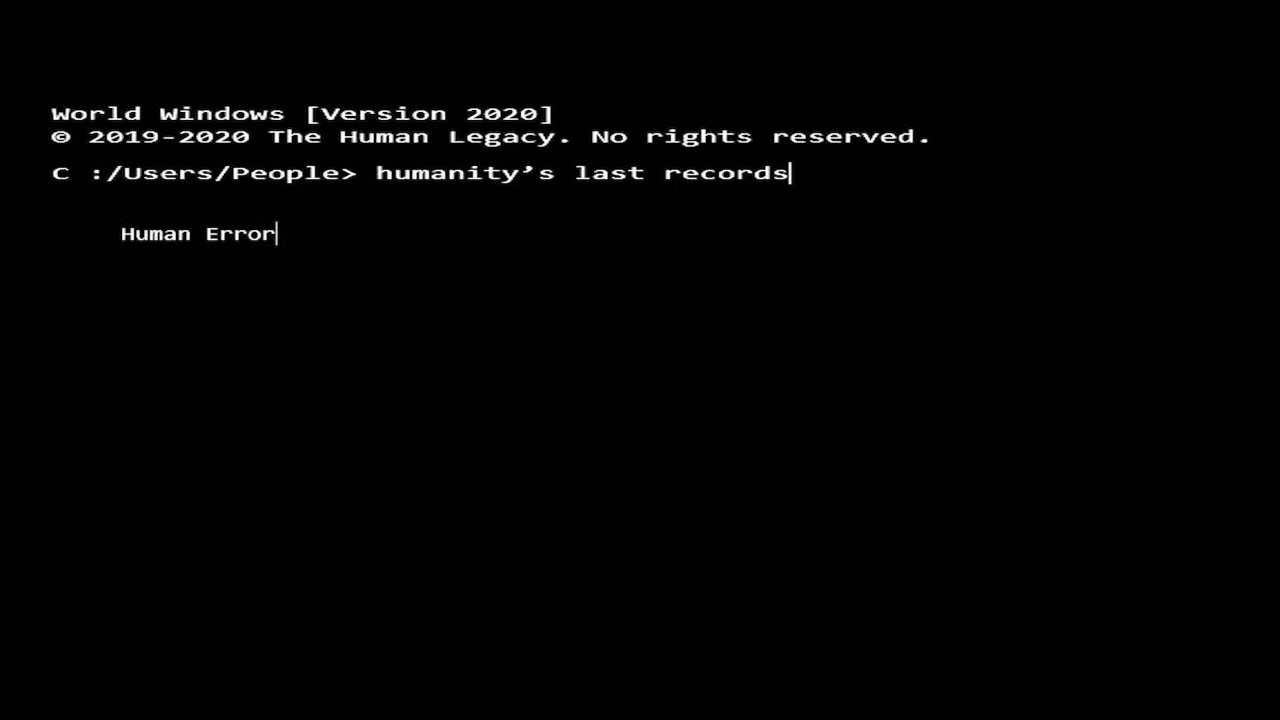 World Windows [Version 2020]
© 2019-2020 The Human Legacy. No rights reserved.
C :/Users/People> humanity’s last records
Human Error